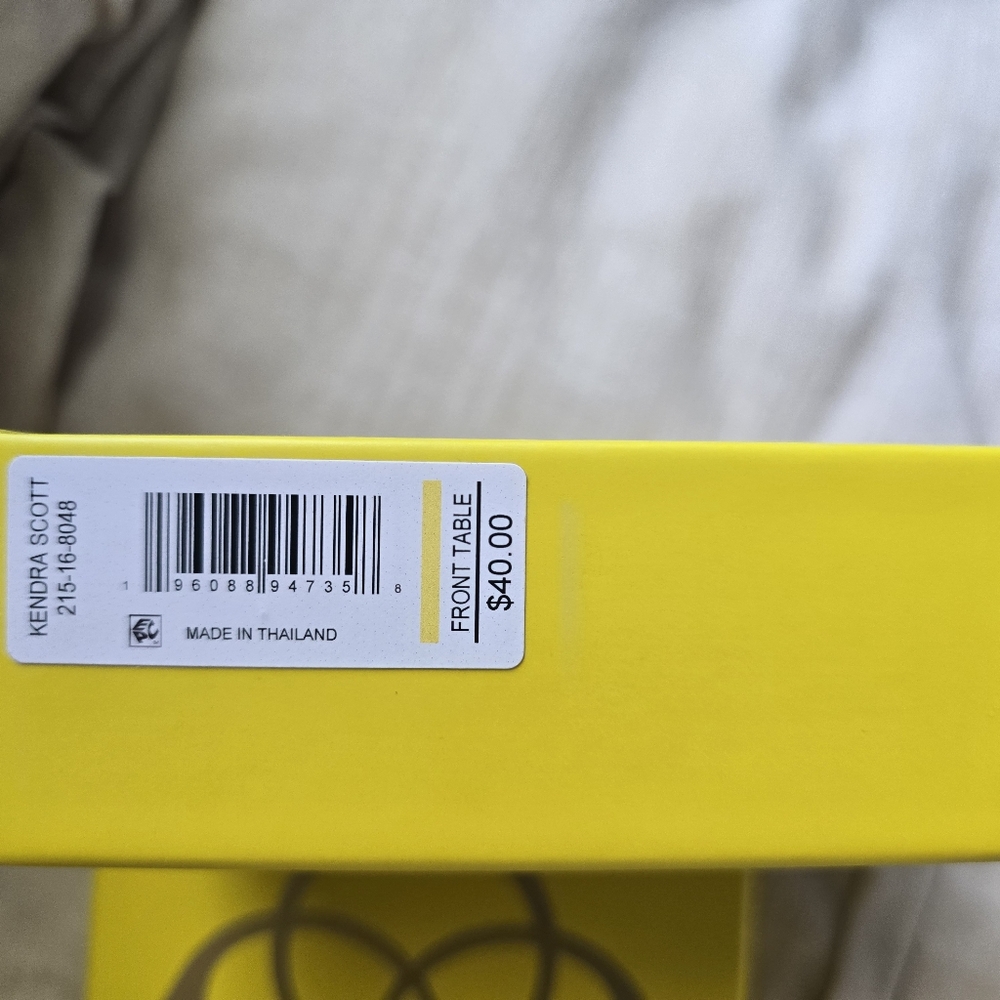 KENDRA SCOTT
215-16-8048
1 96088 94735 8
MADE IN THAILAND
FRONT TABLE
$40.00